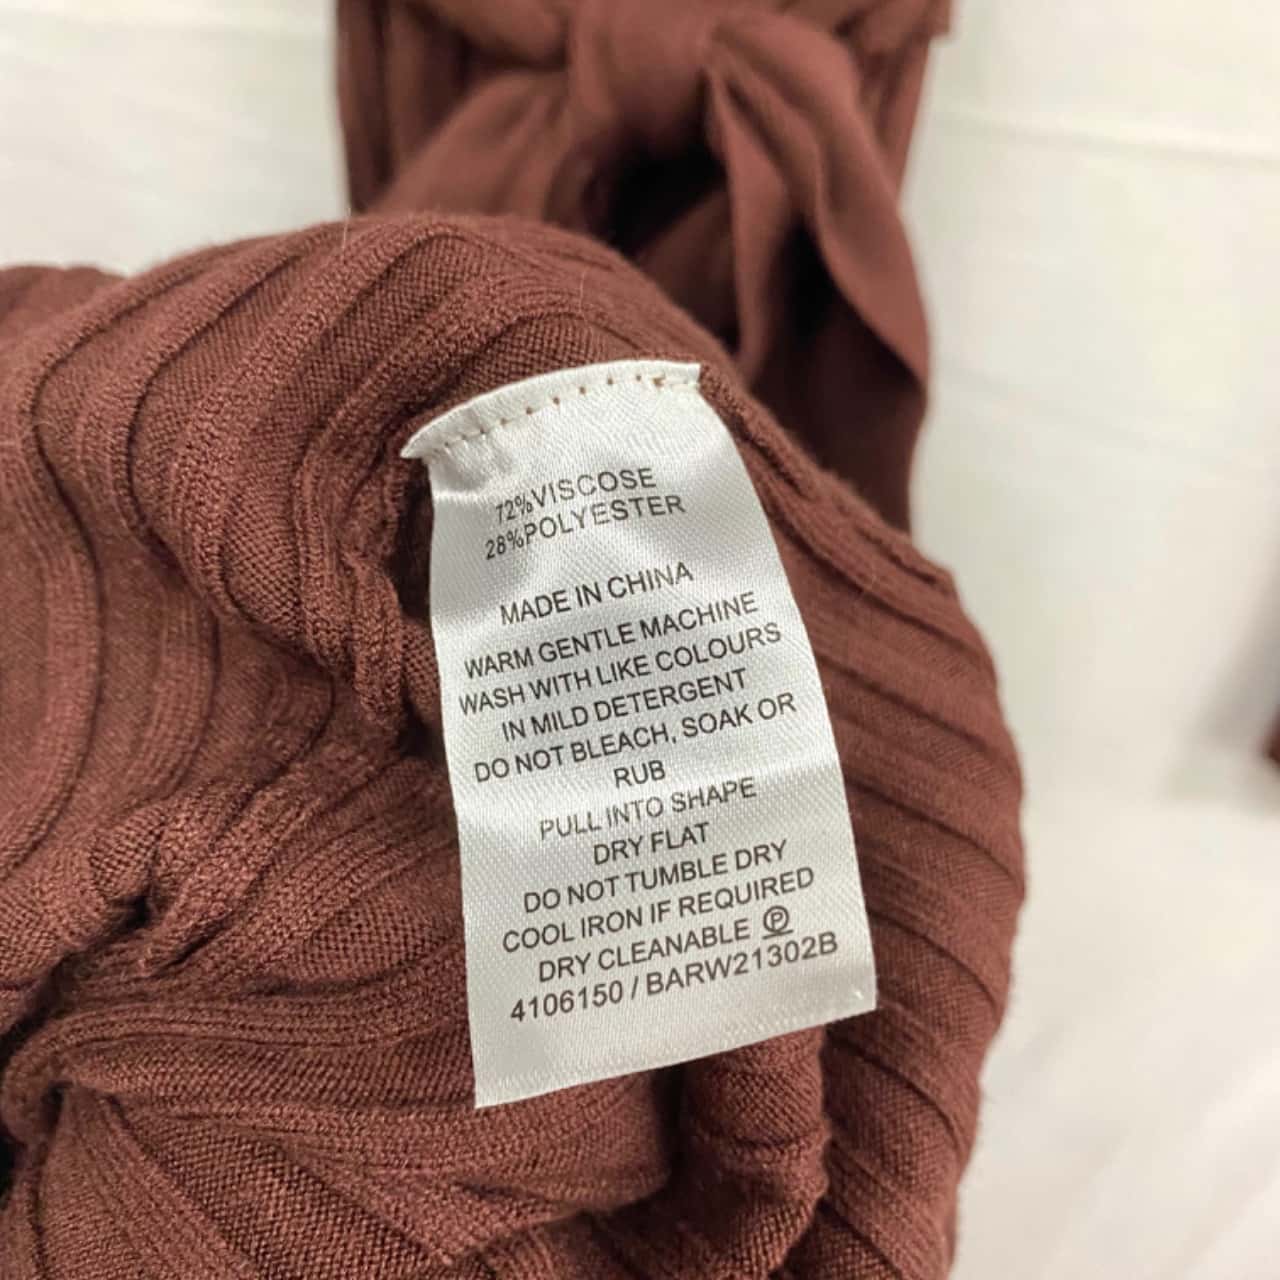 72%VISCOSE
28%POLYESTER
MADE IN CHINA
WARM GENTLE MACHINE
WASH WITH LIKE COLOURS
IN MILD DETERGENT
DO NOT BLEACH, SOAK OR
RUB
PULL INTO SHAPE
DRY FLAT
DO NOT TUMBLE DRY
COOL IRON IF REQUIRED
DRY CLEANABLE Ⓟ
4106150 / BARW21302B